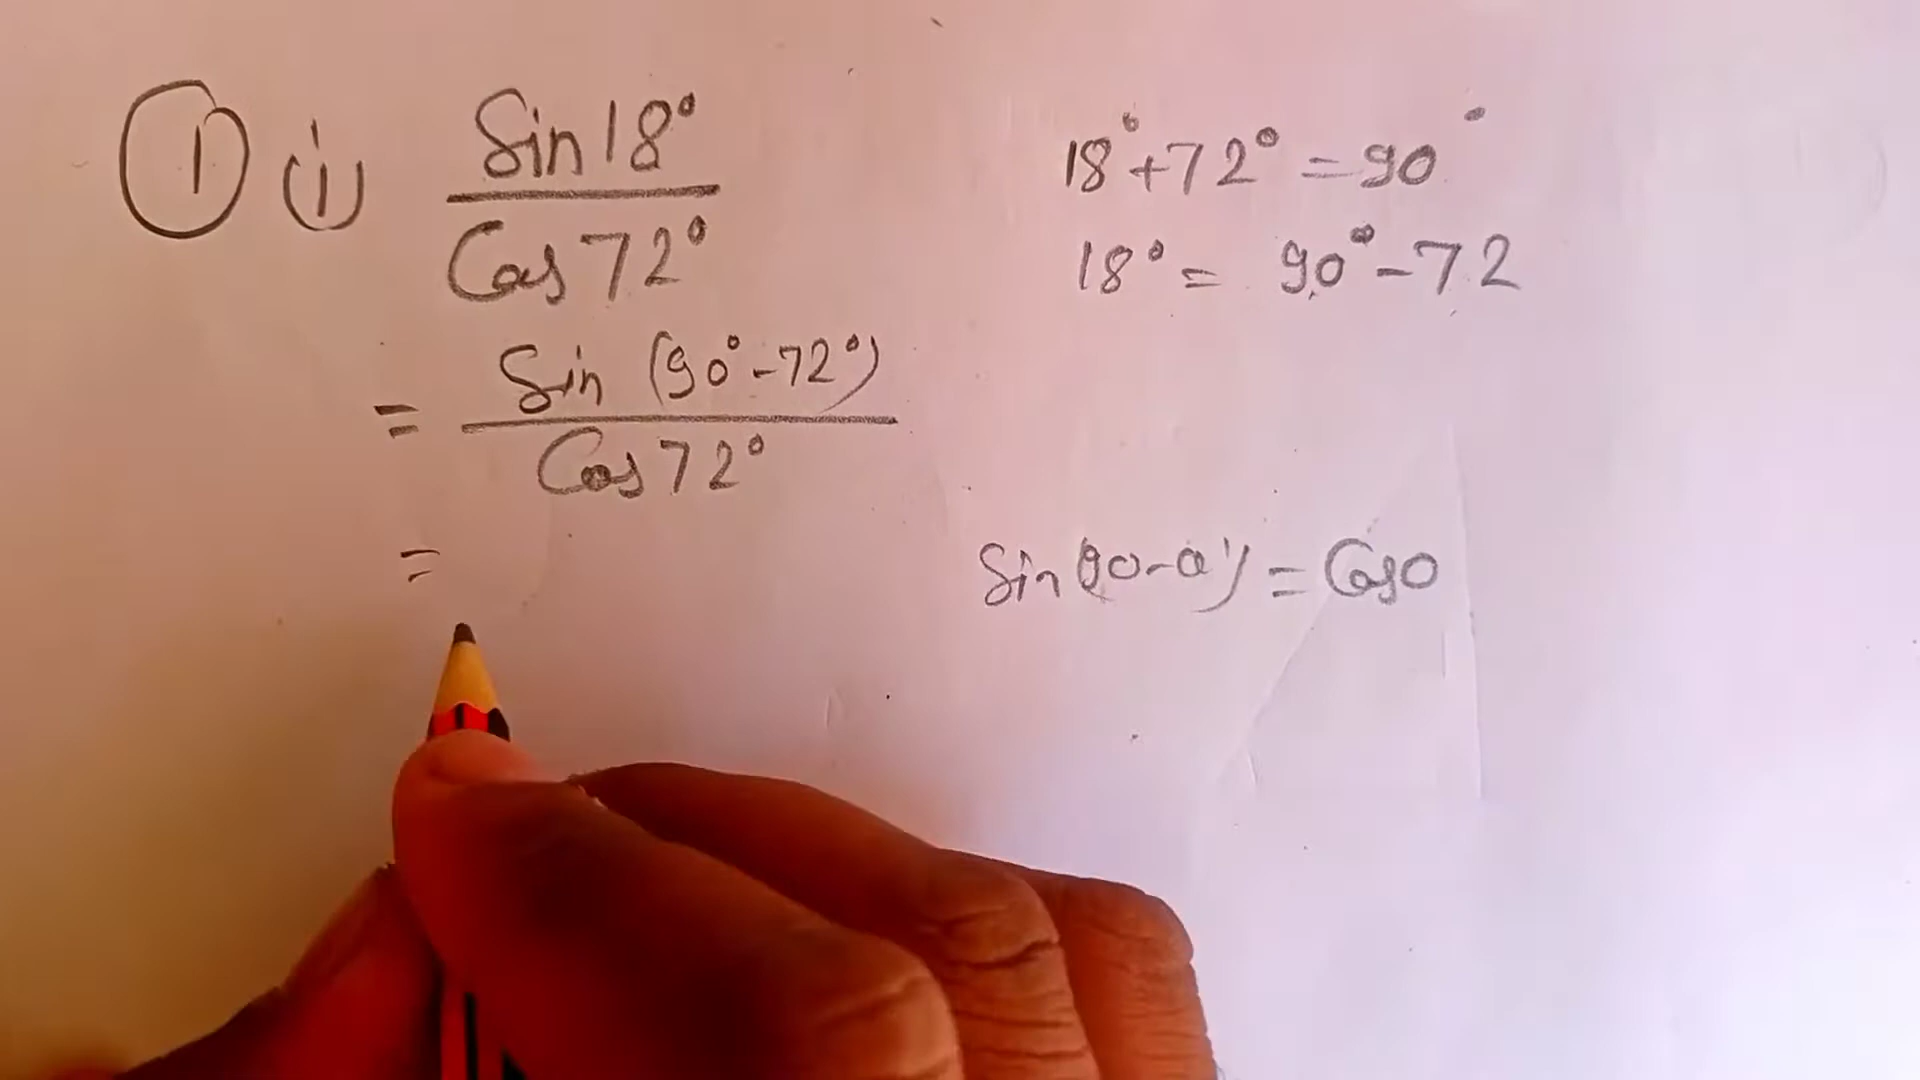 ① (i) Sin 18° / Cos 72°
18° + 72° = 90°
18° = 90° - 72
= Sin (90° - 72°) / Cos 72°
=
Sin (90 - θ) = Cos θ